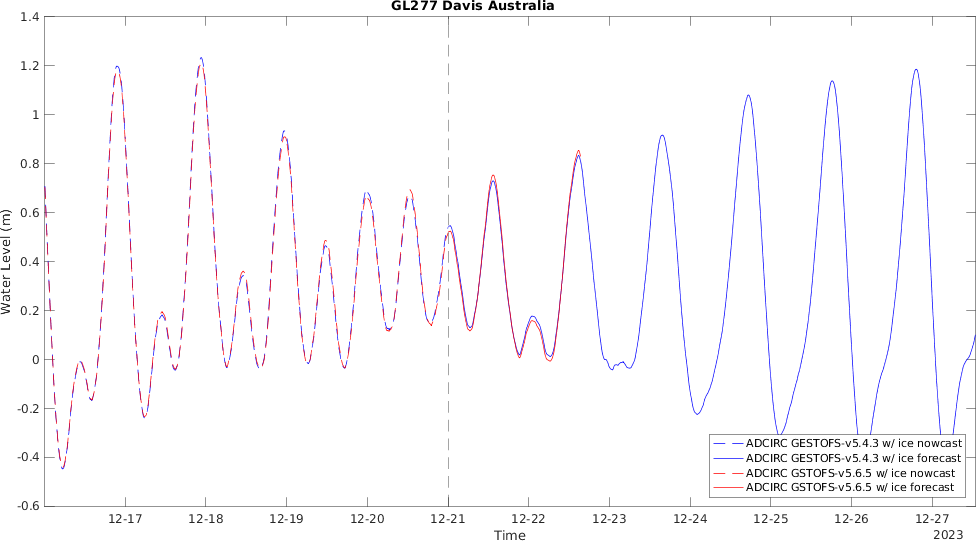 GL277 Davis Australia
Water Level (m)
1.4
1.2
1
0.8
0.6
0.4
0.2
0
-0.2
-0.4
-0.6
ADCIRC GESTOFS-v5.4.3 w/ ice nowcast
ADCIRC GESTOFS-v5.4.3 w/ ice forecast
ADCIRC GSTOFS-v5.6.5 w/ ice nowcast
ADCIRC GSTOFS-v5.6.5 w/ ice forecast
12-17 12-18 12-19 12-20 12-21 12-22 12-23 12-24 12-25 12-26 12-27
Time
2023